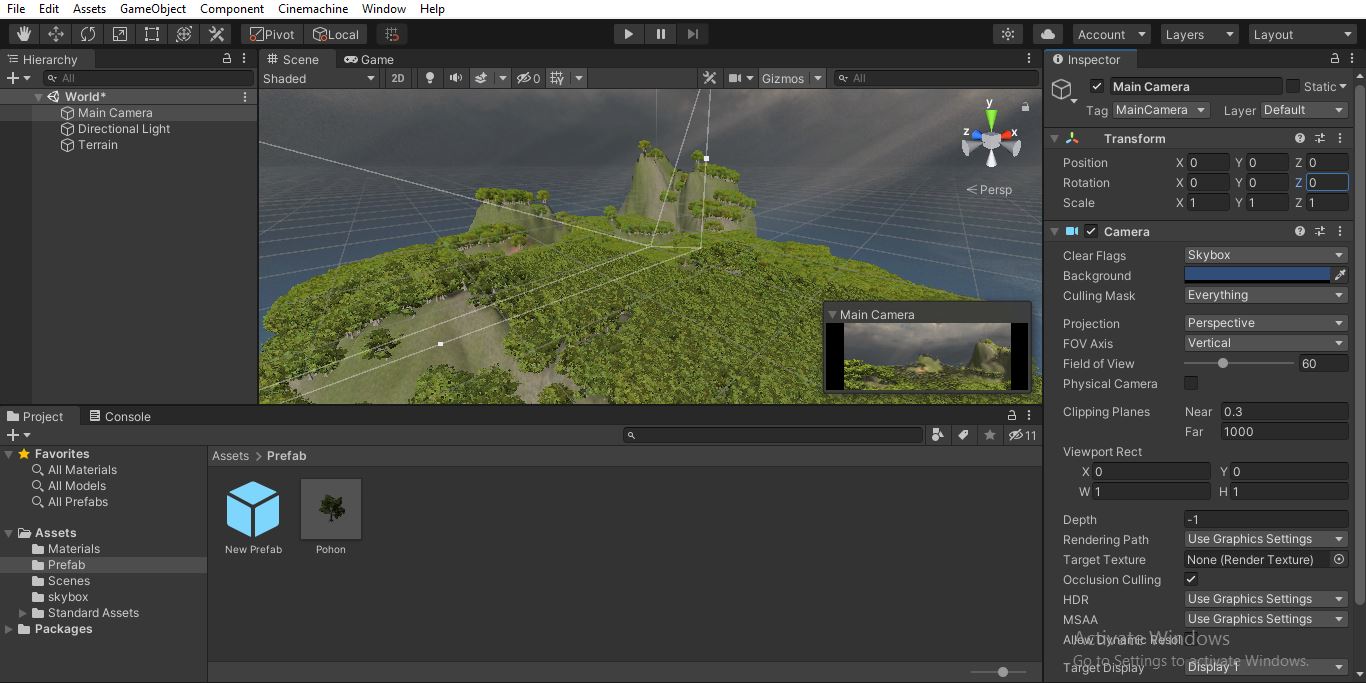 File Edit Assets GameObject Component Cinemachine Window Help
Pivot Local Account Layers Layout
Hierarchy
All
World*
Main Camera
Directional Light
Terrain
Scene Game
Shaded 2D 0 Gizmos All
y
z x
Persp
Main Camera
Inspector
Main Camera Static
Tag MainCamera Layer Default
Transform
Position X 0 Y 0 Z 0
Rotation X 0 Y 0 Z 0
Scale X 1 Y 1 Z 1
Camera
Clear Flags Skybox
Background
Culling Mask Everything
Projection Perspective
FOV Axis Vertical
Field of View 60
Physical Camera
Clipping Planes Near 0.3
Far 1000
Viewport Rect
X 0 Y 0
W 1 H 1
Depth -1
Rendering Path Use Graphics Settings
Target Texture None (Render Texture)
Occlusion Culling
HDR Use Graphics Settings
MSAA Use Graphics Settings
Allow Dynamic Resol
Target Display Display 1
Activate Windows
Go to Settings to activate Windows.
Project Console
11
Favorites
All Materials
All Models
All Prefabs
Assets
Materials
Prefab
Scenes
skybox
Standard Assets
Packages
Assets > Prefab
New Prefab Pohon